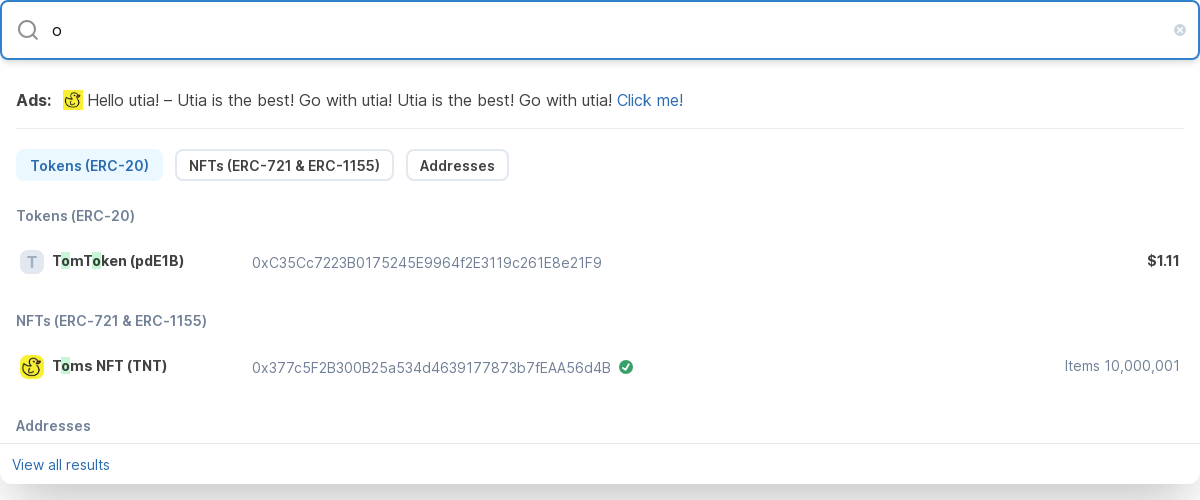 o
Ads: Hello utia! – Utia is the best! Go with utia! Utia is the best! Go with utia! Click me!
Tokens (ERC-20) NFTs (ERC-721 & ERC-1155) Addresses
Tokens (ERC-20)
T TomToken (pdE1B) 0xC35Cc7223B0175245E9964f2E3119c261E8e21F9 $1.11
NFTs (ERC-721 & ERC-1155)
Toms NFT (TNT) 0x377c5F2B300B25a534d4639177873b7fEAA56d4B Items 10,000,001
Addresses
View all results